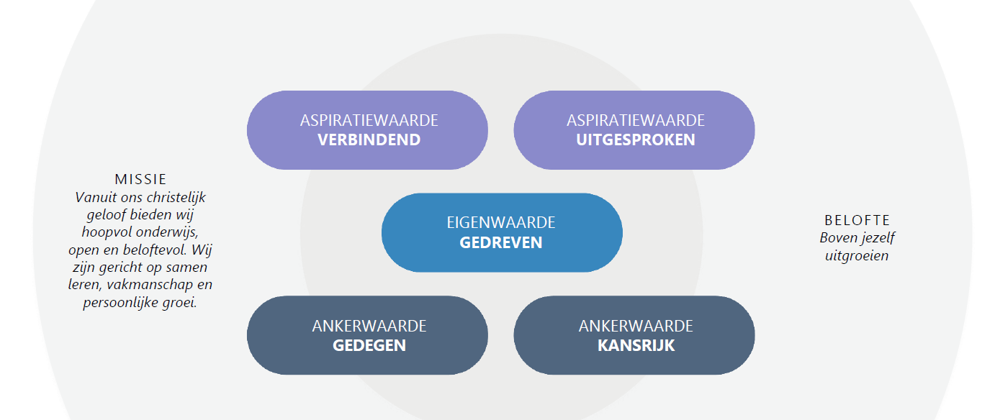 ASPIRATIEWAARDE
VERBINDEND
ASPIRATIEWAARDE
UITGESPROKEN
MISSIE
Vanuit ons christelijk
geloof bieden wij
hoopvol onderwijs,
open en beloftevol. Wij
zijn gericht op samen
leren, vakmanschap en
persoonlijke groei.
EIGENWAARDE
GEDREVEN
BELOFTE
Boven jezelf
uitgroeien
ANKERWAARDE
GEDEGEN
ANKERWAARDE
KANSRIJK